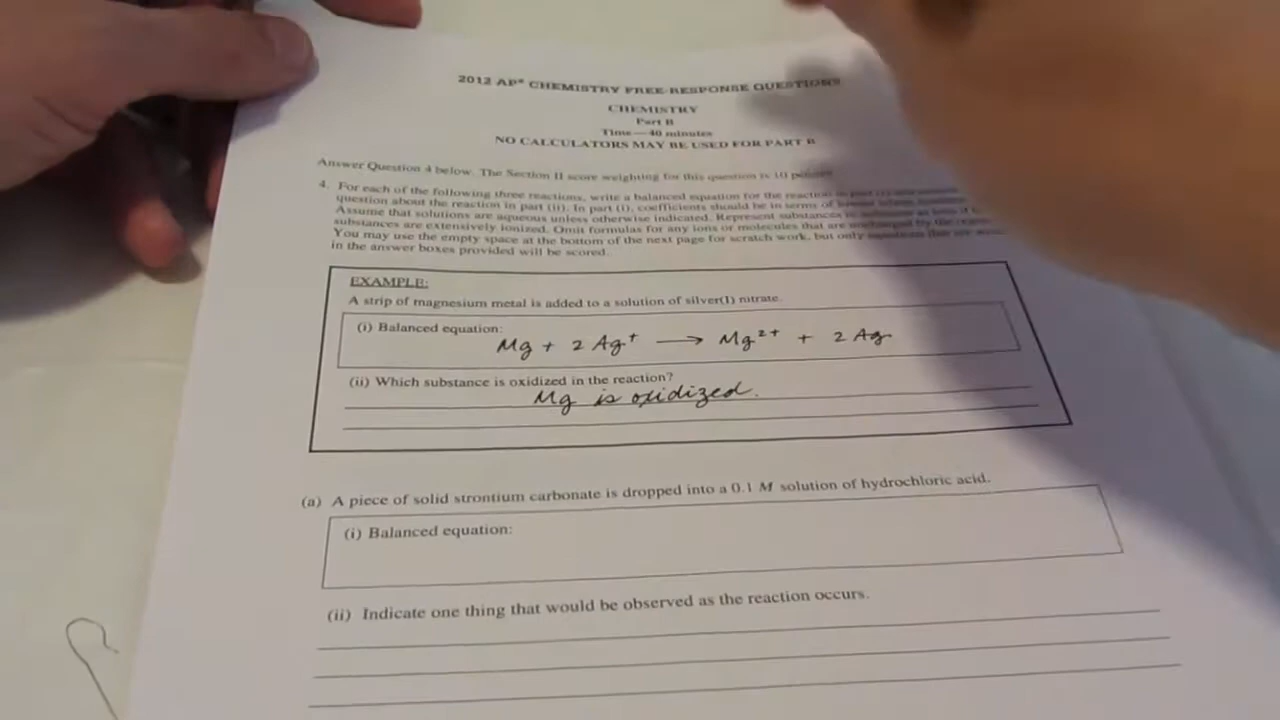 2012 AP® CHEMISTRY FREE-RESPONSE QUESTIONS
CHEMISTRY
Part B
Time—40 minutes
NO CALCULATORS MAY BE USED FOR PART B
Answer Question 4 below. The Section II score weighting for this question is 10 percent.
4. For each of the following three reactions, write a balanced equation for the reaction in part (i) and
question about the reaction in part (ii). In part (i), coefficients should be in terms of
Assume that solutions are aqueous unless otherwise indicated. Represent substances in
substances are extensively ionized. Omit formulas for any ions or molecules that are unchanged by the
You may use the empty space at the bottom of the next page for scratch work, but only equations that are
in the answer boxes provided will be scored.
EXAMPLE:
A strip of magnesium metal is added to a solution of silver(I) nitrate.
(i) Balanced equation:
Mg + 2 Ag⁺ → Mg²⁺ + 2 Ag
(ii) Which substance is oxidized in the reaction?
Mg is oxidized.
(a) A piece of solid strontium carbonate is dropped into a 0.1 M solution of hydrochloric acid.
(i) Balanced equation:
(ii) Indicate one thing that would be observed as the reaction occurs.